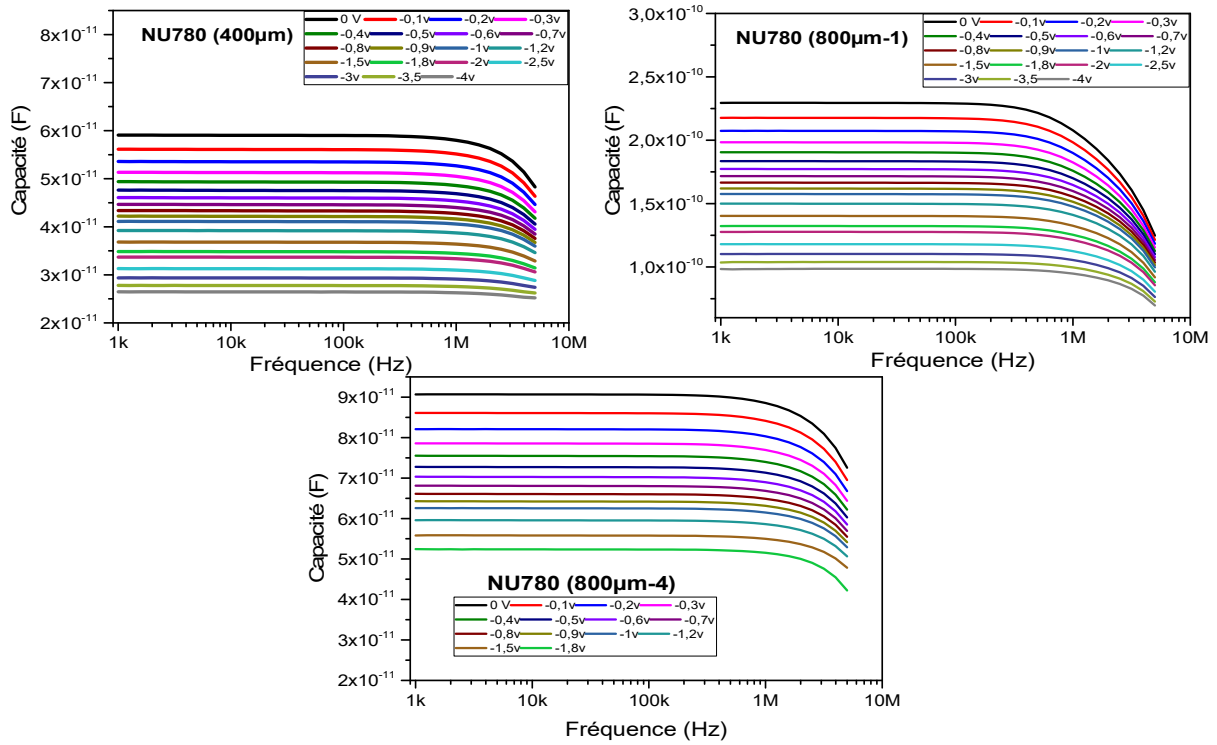 NU780 (400µm)
0 V -0,1v -0,2v -0,3v
-0,4v -0,5v -0,6v -0,7v
-0,8v -0,9v -1v -1,2v
-1,5v -1,8v -2v -2,5v
-3v -3,5 -4v
8x10⁻¹¹
7x10⁻¹¹
6x10⁻¹¹
5x10⁻¹¹
4x10⁻¹¹
3x10⁻¹¹
2x10⁻¹¹
Capacité (F)
1k 10k 100k 1M 10M
Fréquence (Hz)
NU780 (800µm-1)
0 V -0,1v -0,2v -0,3v
-0,4v -0,5v -0,6v -0,7v
-0,8v -0,9v -1v -1,2v
-1,5v -1,8v -2v -2,5v
-3v -3,5 -4v
3,0x10⁻¹⁰
2,5x10⁻¹⁰
2,0x10⁻¹⁰
1,5x10⁻¹⁰
1,0x10⁻¹⁰
Capacité (F)
1k 10k 100k 1M 10M
Fréquence (Hz)
9x10⁻¹¹
8x10⁻¹¹
7x10⁻¹¹
6x10⁻¹¹
5x10⁻¹¹
4x10⁻¹¹
3x10⁻¹¹
2x10⁻¹¹
Capacité (F)
NU780 (800µm-4)
0 V -0,1v -0,2v -0,3v
-0,4v -0,5v -0,6v -0,7v
-0,8v -0,9v -1v -1,2v
-1,5v -1,8v
1k 10k 100k 1M 10M
Fréquence (Hz)